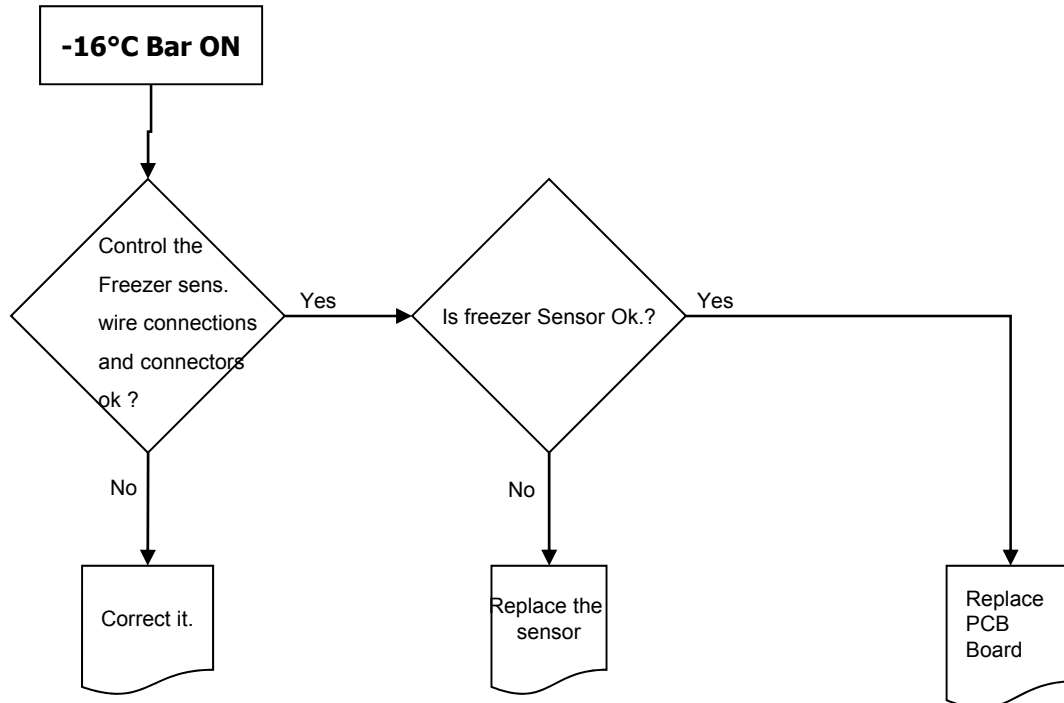 -16°C Bar ON
Control the
Freezer sens.
wire connections
and connectors
ok ?
Yes
Is freezer Sensor Ok.?
Yes
No
No
Correct it.
Replace the
sensor
Replace
PCB
Board